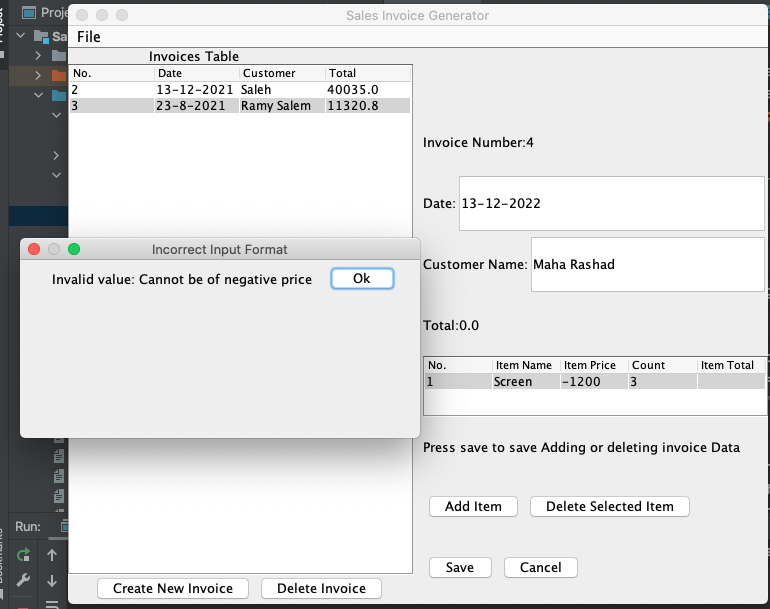 Proje
Sales Invoice Generator
Sa
File
Invoices Table
No. Date Customer Total
2 13-12-2021 Saleh 40035.0
3 23-8-2021 Ramy Salem 11320.8
Invoice Number:4
Date: 13-12-2022
Incorrect Input Format
Invalid value: Cannot be of negative price Ok
Customer Name: Maha Rashad
Total:0.0
No. Item Name Item Price Count Item Total
1 Screen -1200 3
Press save to save Adding or deleting invoice Data
Add Item Delete Selected Item
Run:
Save Cancel
Create New Invoice Delete Invoice